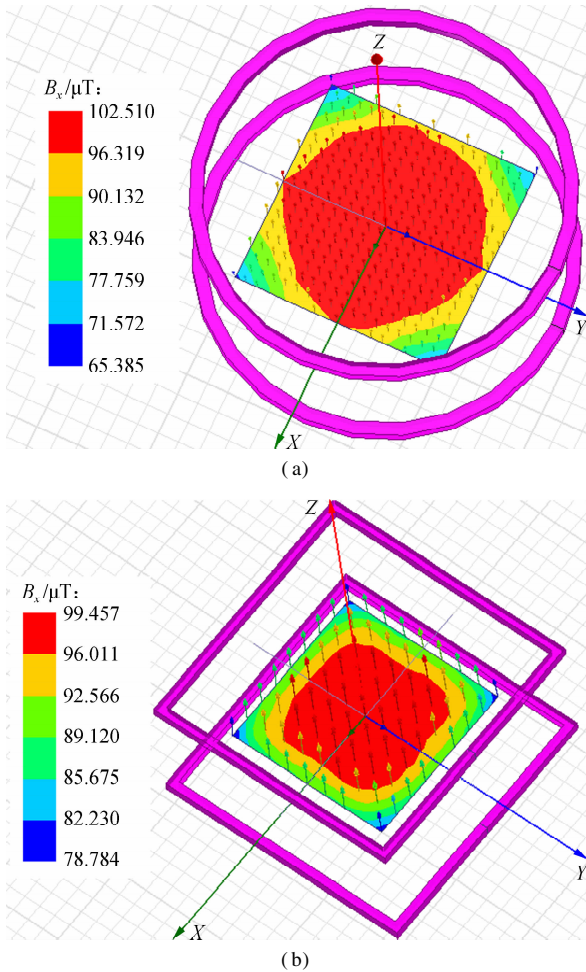 Z
Bx/μT:
102.510
96.319
90.132
83.946
77.759
71.572
65.385
Y
X
(a)
Z
Bx/μT:
99.457
96.011
92.566
89.120
85.675
82.230
78.784
Y
X
(b)